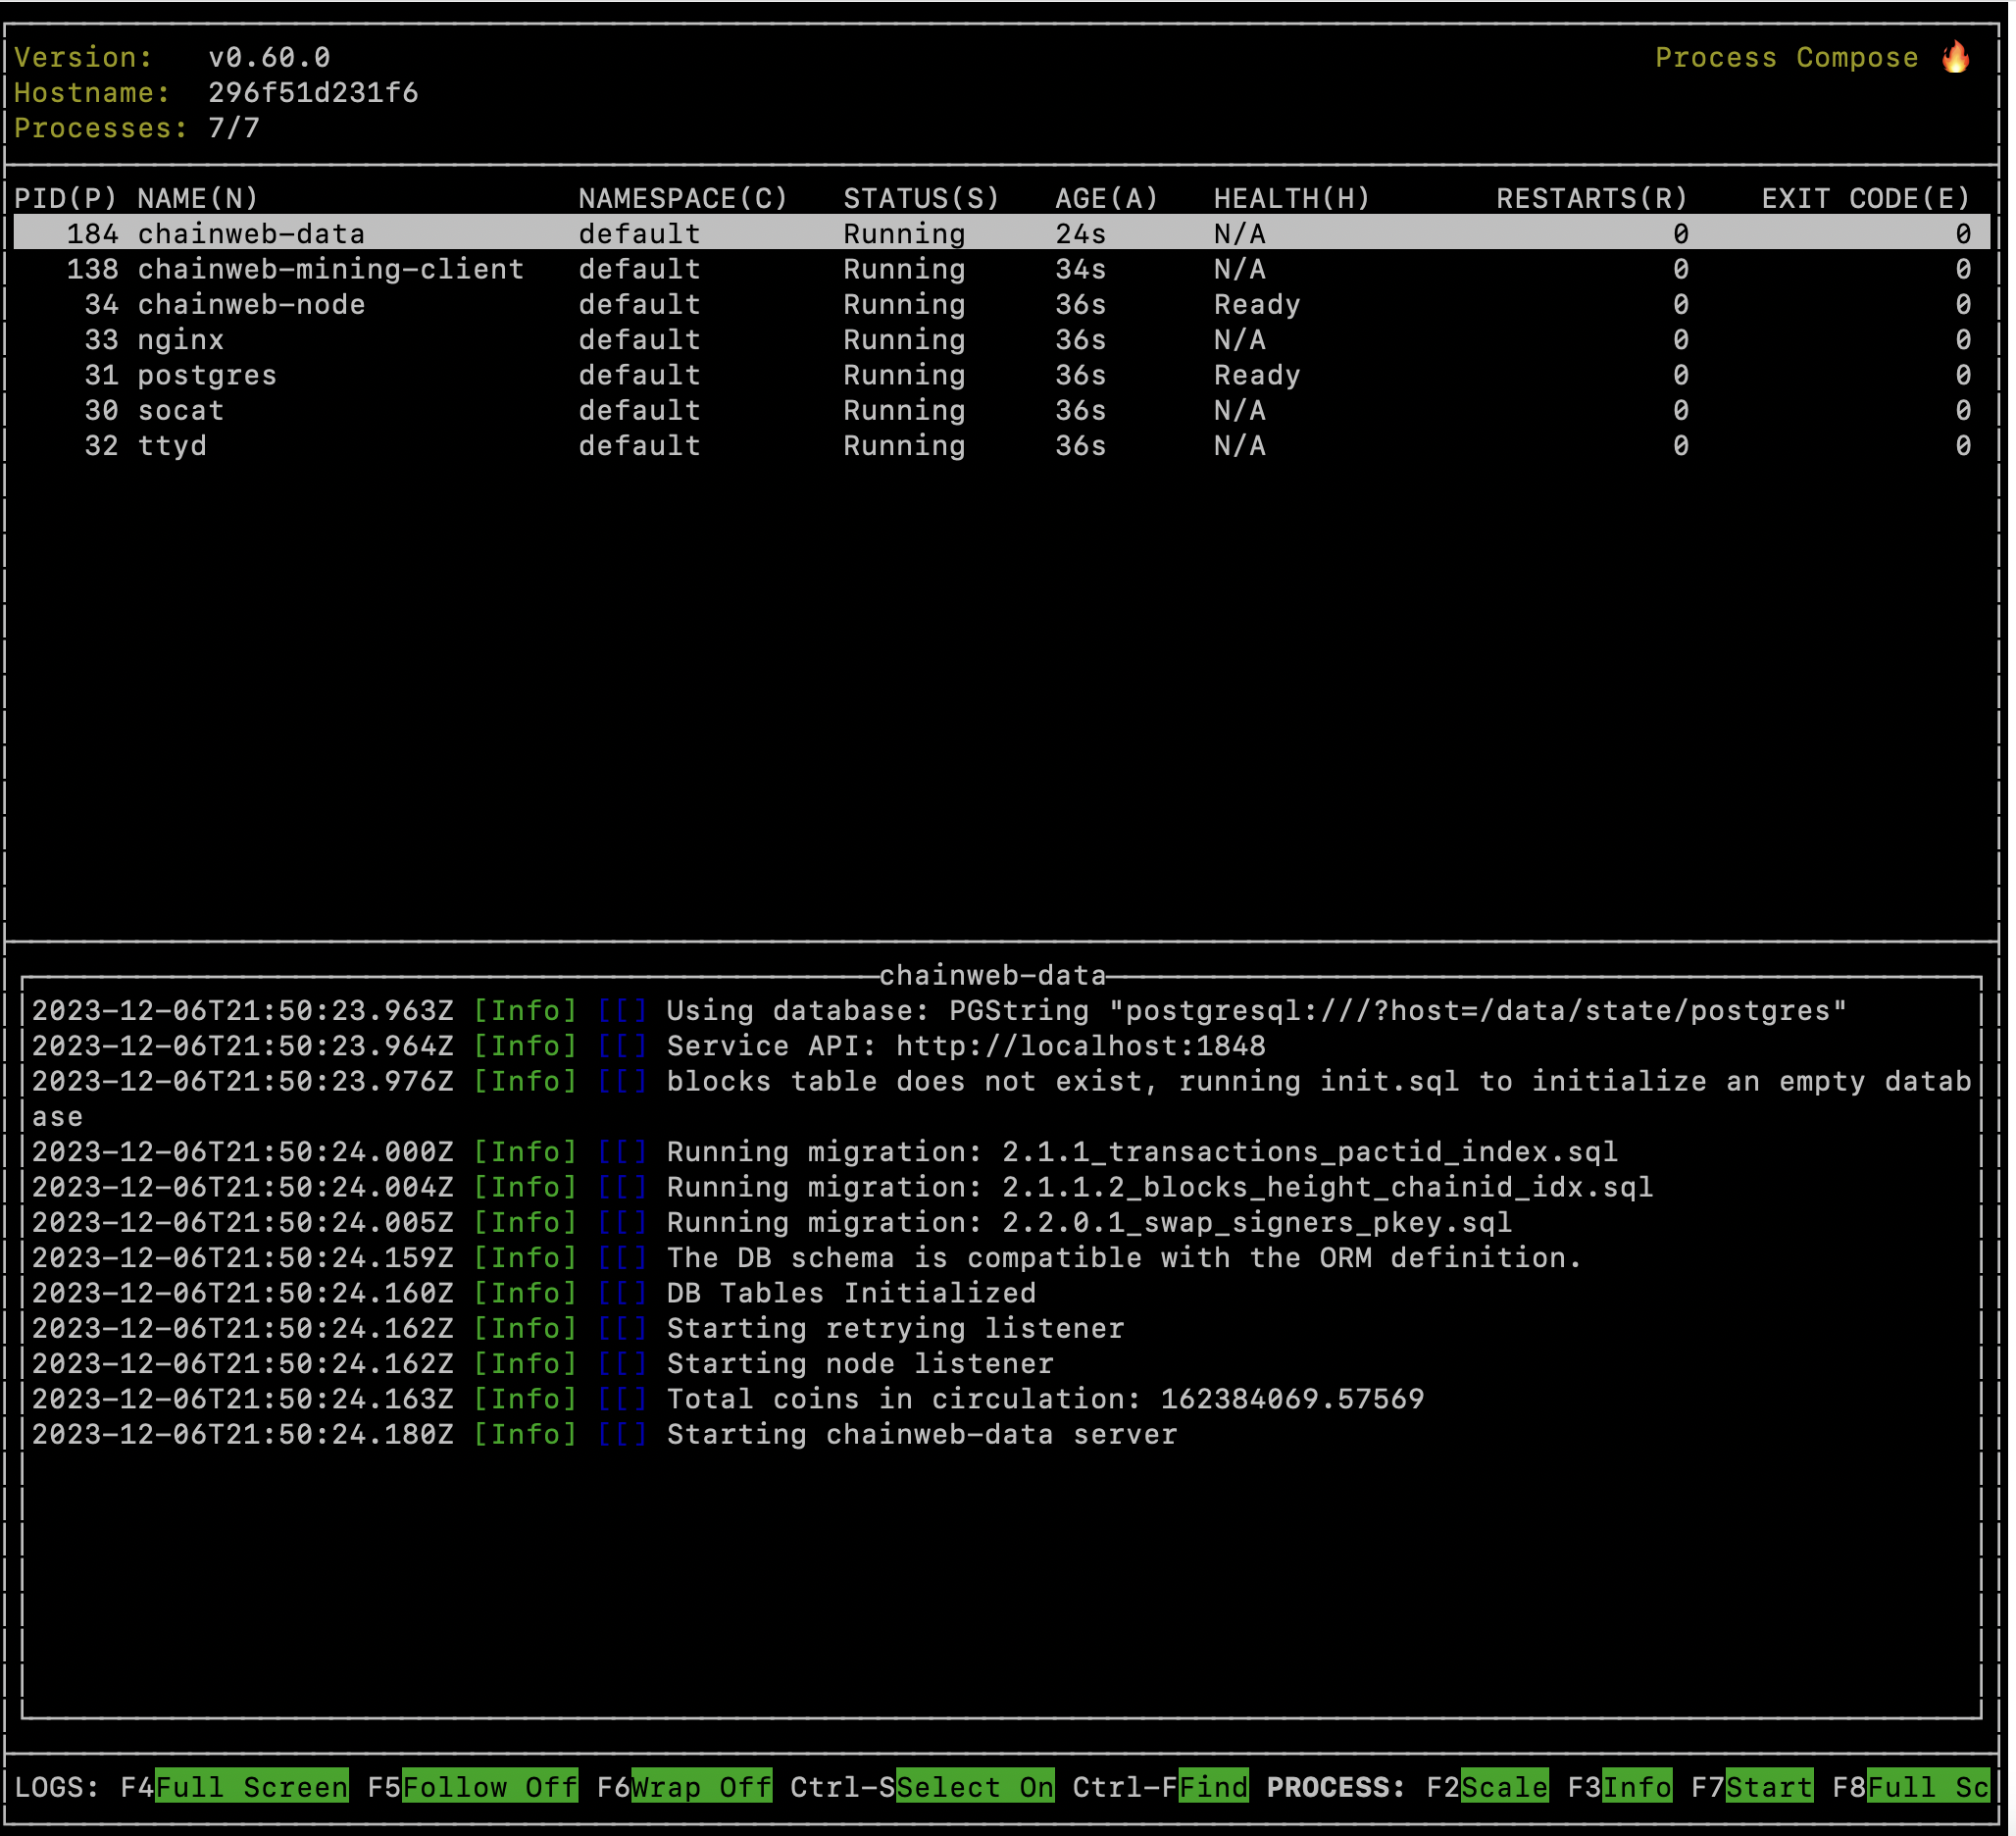 Version: v0.60.0 Process Compose 🔥
Hostname: 296f51d231f6
Processes: 7/7
PID(P) NAME(N) NAMESPACE(C) STATUS(S) AGE(A) HEALTH(H) RESTARTS(R) EXIT CODE(E)
184 chainweb-data default Running 24s N/A 0 0
138 chainweb-mining-client default Running 34s N/A 0 0
34 chainweb-node default Running 36s Ready 0 0
33 nginx default Running 36s N/A 0 0
31 postgres default Running 36s Ready 0 0
30 socat default Running 36s N/A 0 0
32 ttyd default Running 36s N/A 0 0
chainweb-data
2023-12-06T21:50:23.963Z [Info] [[] Using database: PGString "postgresql:///?host=/data/state/postgres"
2023-12-06T21:50:23.964Z [Info] [[] Service API: http://localhost:1848
2023-12-06T21:50:23.976Z [Info] [[] blocks table does not exist, running init.sql to initialize an empty datab
ase
2023-12-06T21:50:24.000Z [Info] [[] Running migration: 2.1.1_transactions_pactid_index.sql
2023-12-06T21:50:24.004Z [Info] [[] Running migration: 2.1.1.2_blocks_height_chainid_idx.sql
2023-12-06T21:50:24.005Z [Info] [[] Running migration: 2.2.0.1_swap_signers_pkey.sql
2023-12-06T21:50:24.159Z [Info] [[] The DB schema is compatible with the ORM definition.
2023-12-06T21:50:24.160Z [Info] [[] DB Tables Initialized
2023-12-06T21:50:24.162Z [Info] [[] Starting retrying listener
2023-12-06T21:50:24.162Z [Info] [[] Starting node listener
2023-12-06T21:50:24.163Z [Info] [[] Total coins in circulation: 162384069.57569
2023-12-06T21:50:24.180Z [Info] [[] Starting chainweb-data server
LOGS: F4Full Screen F5Follow Off F6Wrap Off Ctrl-SSelect On Ctrl-FFind PROCESS: F2Scale F3Info F7Start F8Full Sc